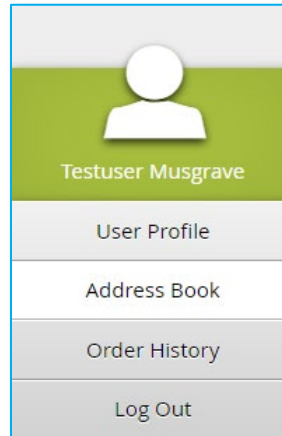 Testuser Musgrave
User Profile
Address Book
Order History
Log Out